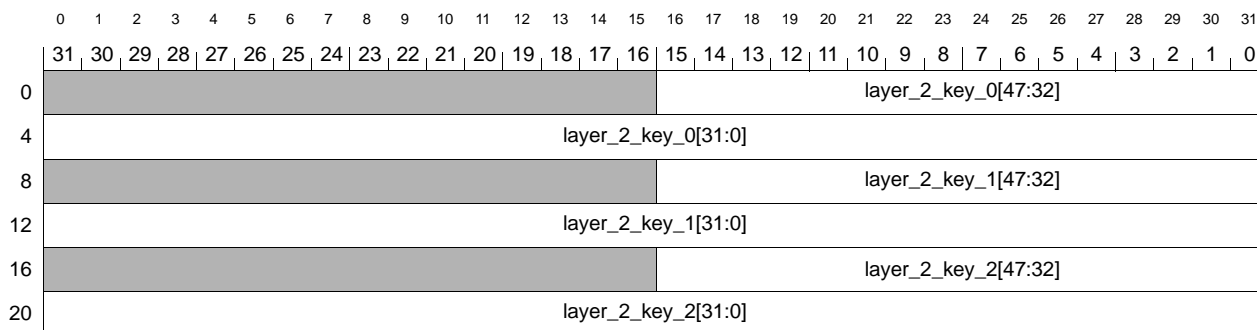 0 1 2 3 4 5 6 7 8 9 10 11 12 13 14 15 16 17 18 19 20 21 22 23 24 25 26 27 28 29 30 31
31 30 29 28 27 26 25 24 23 22 21 20 19 18 17 16 15 14 13 12 11 10 9 8 7 6 5 4 3 2 1 0
0 layer_2_key_0[47:32]
4 layer_2_key_0[31:0]
8 layer_2_key_1[47:32]
12 layer_2_key_1[31:0]
16 layer_2_key_2[47:32]
20 layer_2_key_2[31:0]